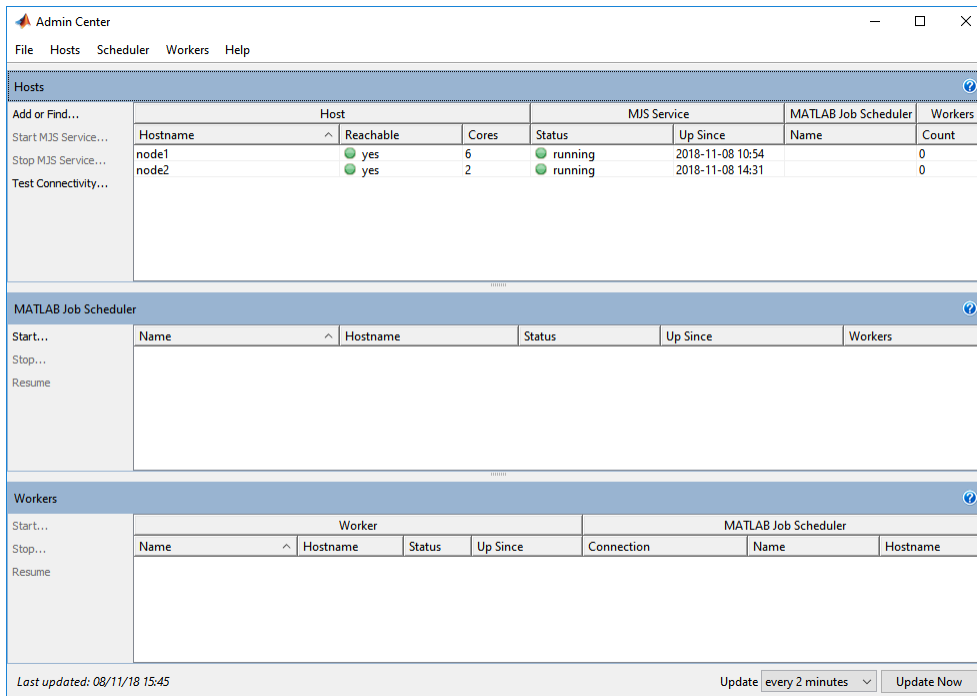 Admin Center
File Hosts Scheduler Workers Help
Hosts
Add or Find...
Start MJS Service...
Stop MJS Service...
Test Connectivity...
Host MJS Service MATLAB Job Scheduler Workers
Hostname Reachable Cores Status Up Since Name Count
node1 yes 6 running 2018-11-08 10:54 0
node2 yes 2 running 2018-11-08 14:31 0
MATLAB Job Scheduler
Start...
Stop...
Resume
Name Hostname Status Up Since Workers
Workers
Start...
Stop...
Resume
Worker MATLAB Job Scheduler
Name Hostname Status Up Since Connection Name Hostname
Last updated: 08/11/18 15:45 Update every 2 minutes Update Now